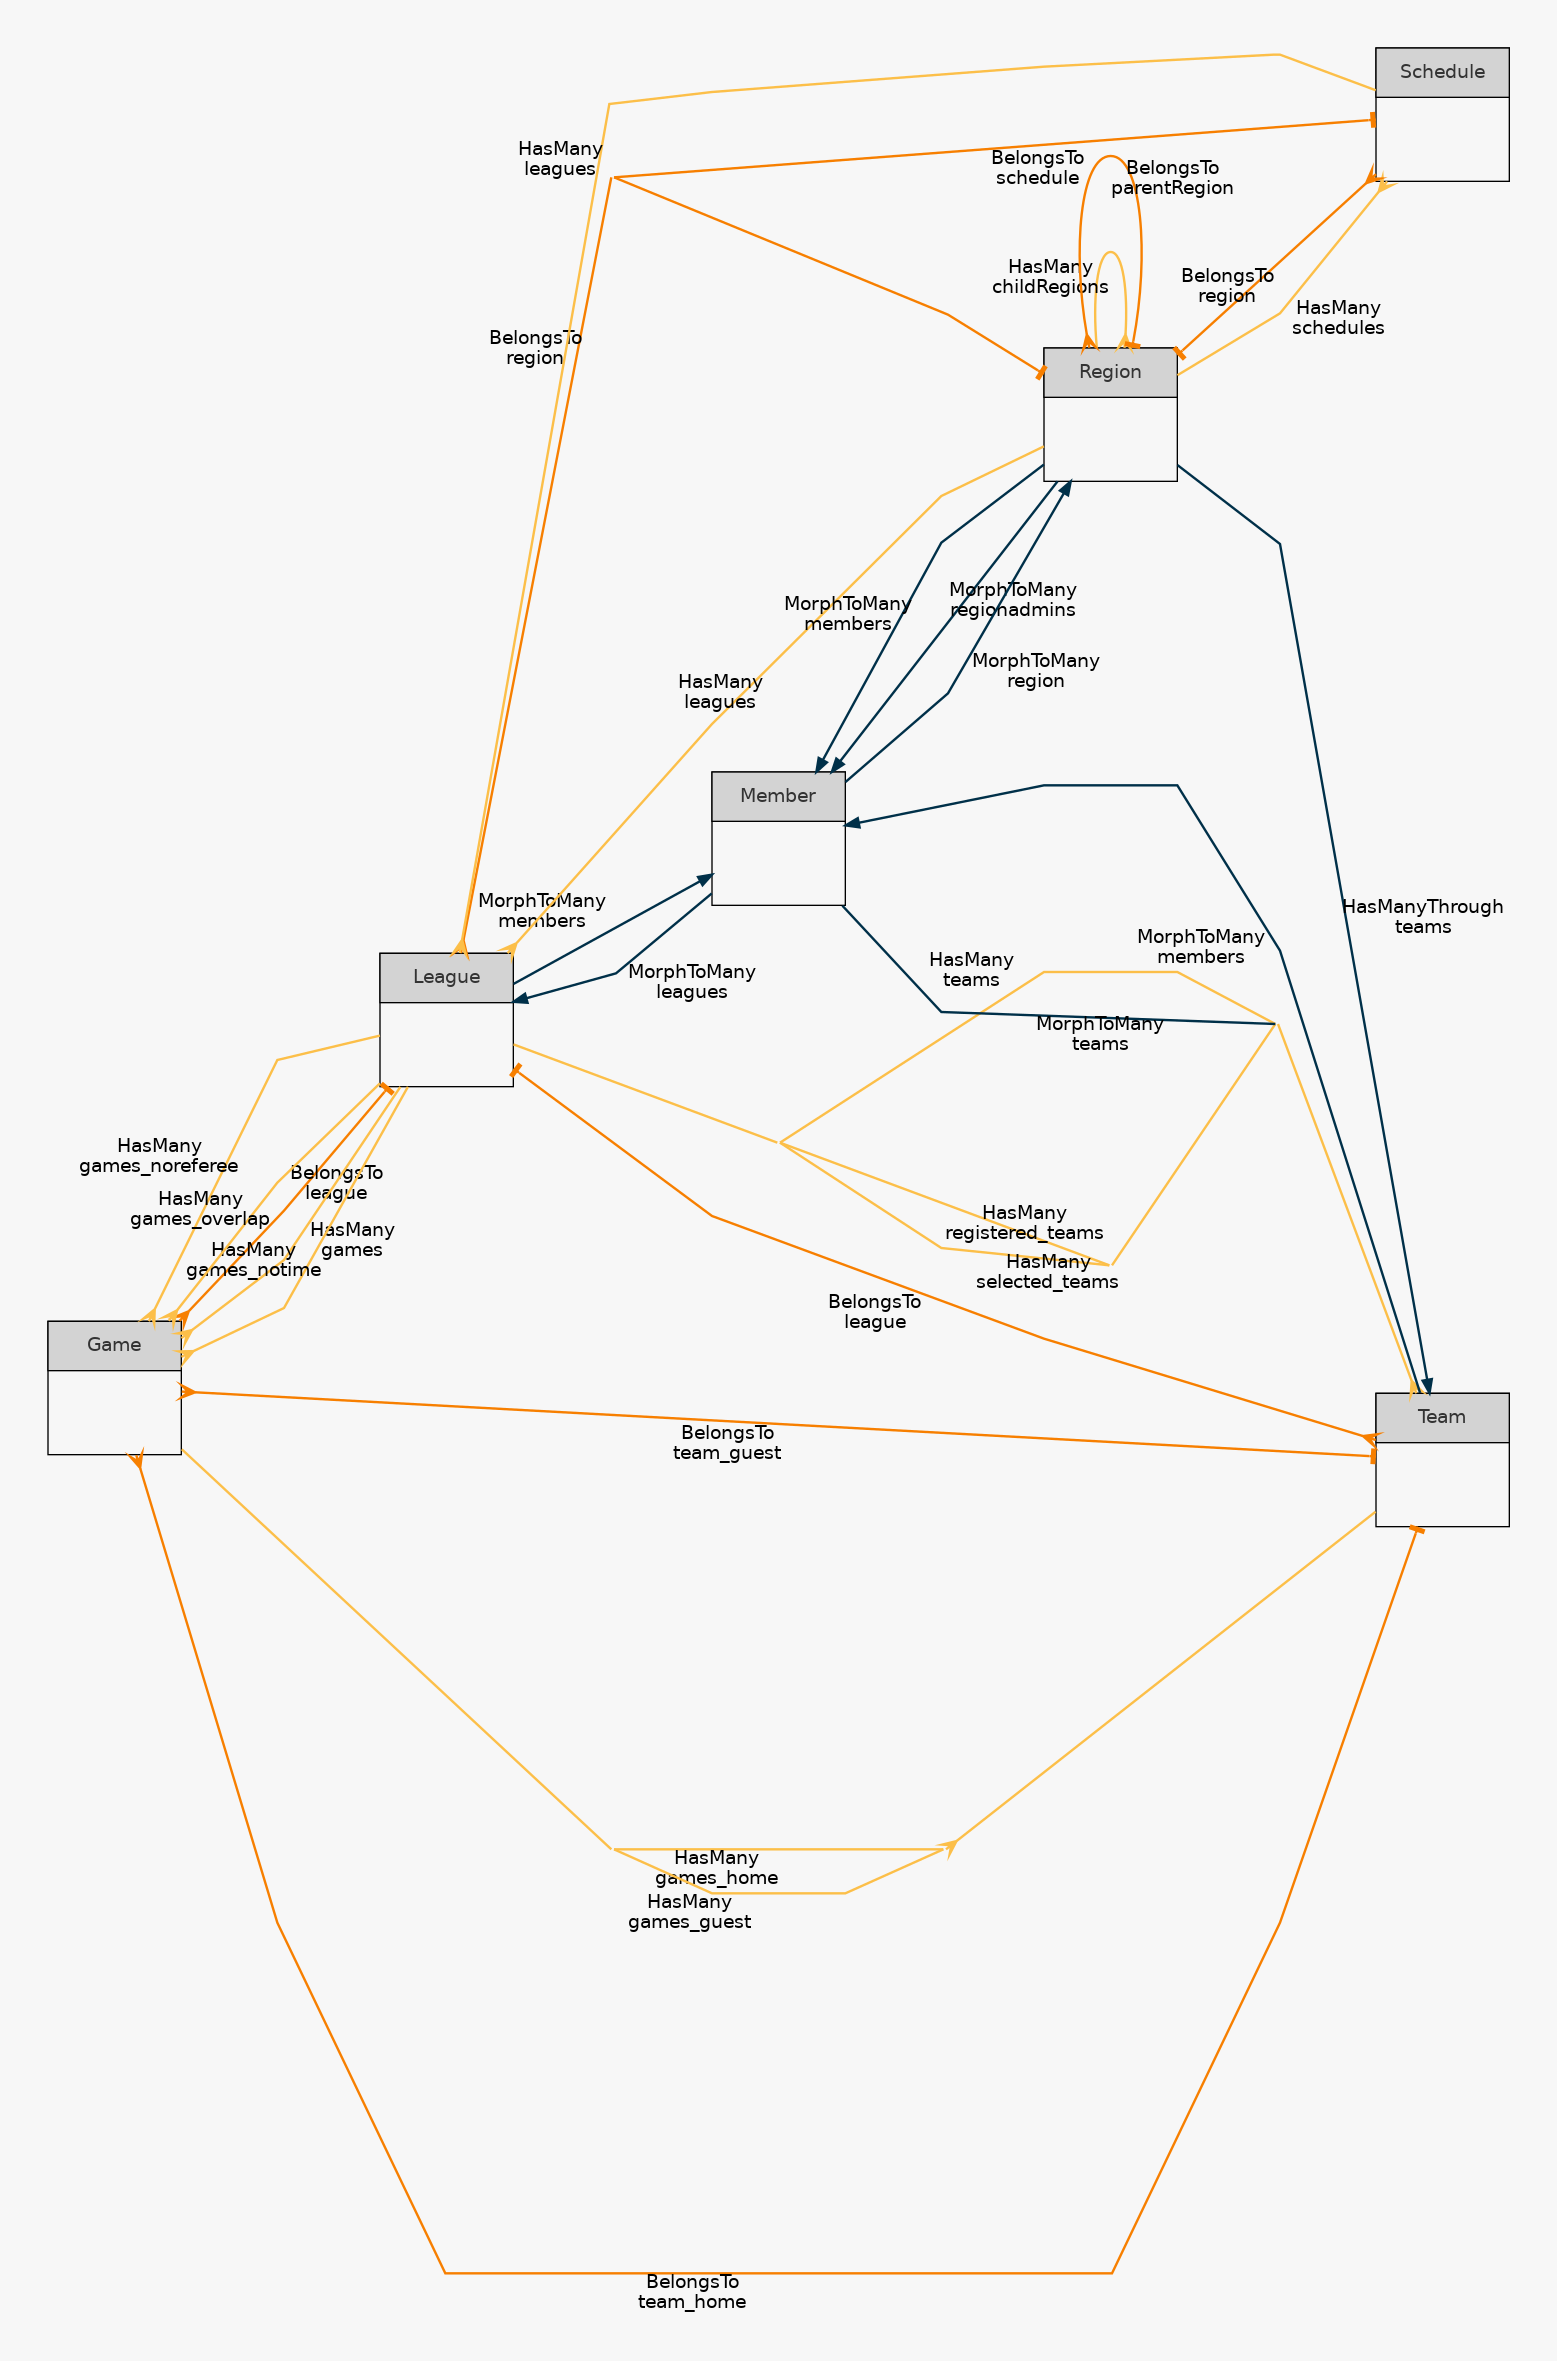 Schedule
HasMany
leagues
BelongsTo
schedule
BelongsTo
parentRegion
HasMany
childRegions
BelongsTo
region
HasMany
schedules
BelongsTo
region
Region
MorphToMany
members
MorphToMany
regionadmins
MorphToMany
region
HasMany
leagues
Member
MorphToMany
members
HasManyThrough
teams
MorphToMany
members
HasMany
teams
League
MorphToMany
leagues
MorphToMany
teams
HasMany
games_noreferee
BelongsTo
league
HasMany
games_overlap
HasMany
games
HasMany
games_notime
HasMany
registered_teams
HasMany
selected_teams
BelongsTo
league
Game
Team
BelongsTo
team_guest
HasMany
games_home
HasMany
games_guest
BelongsTo
team_home